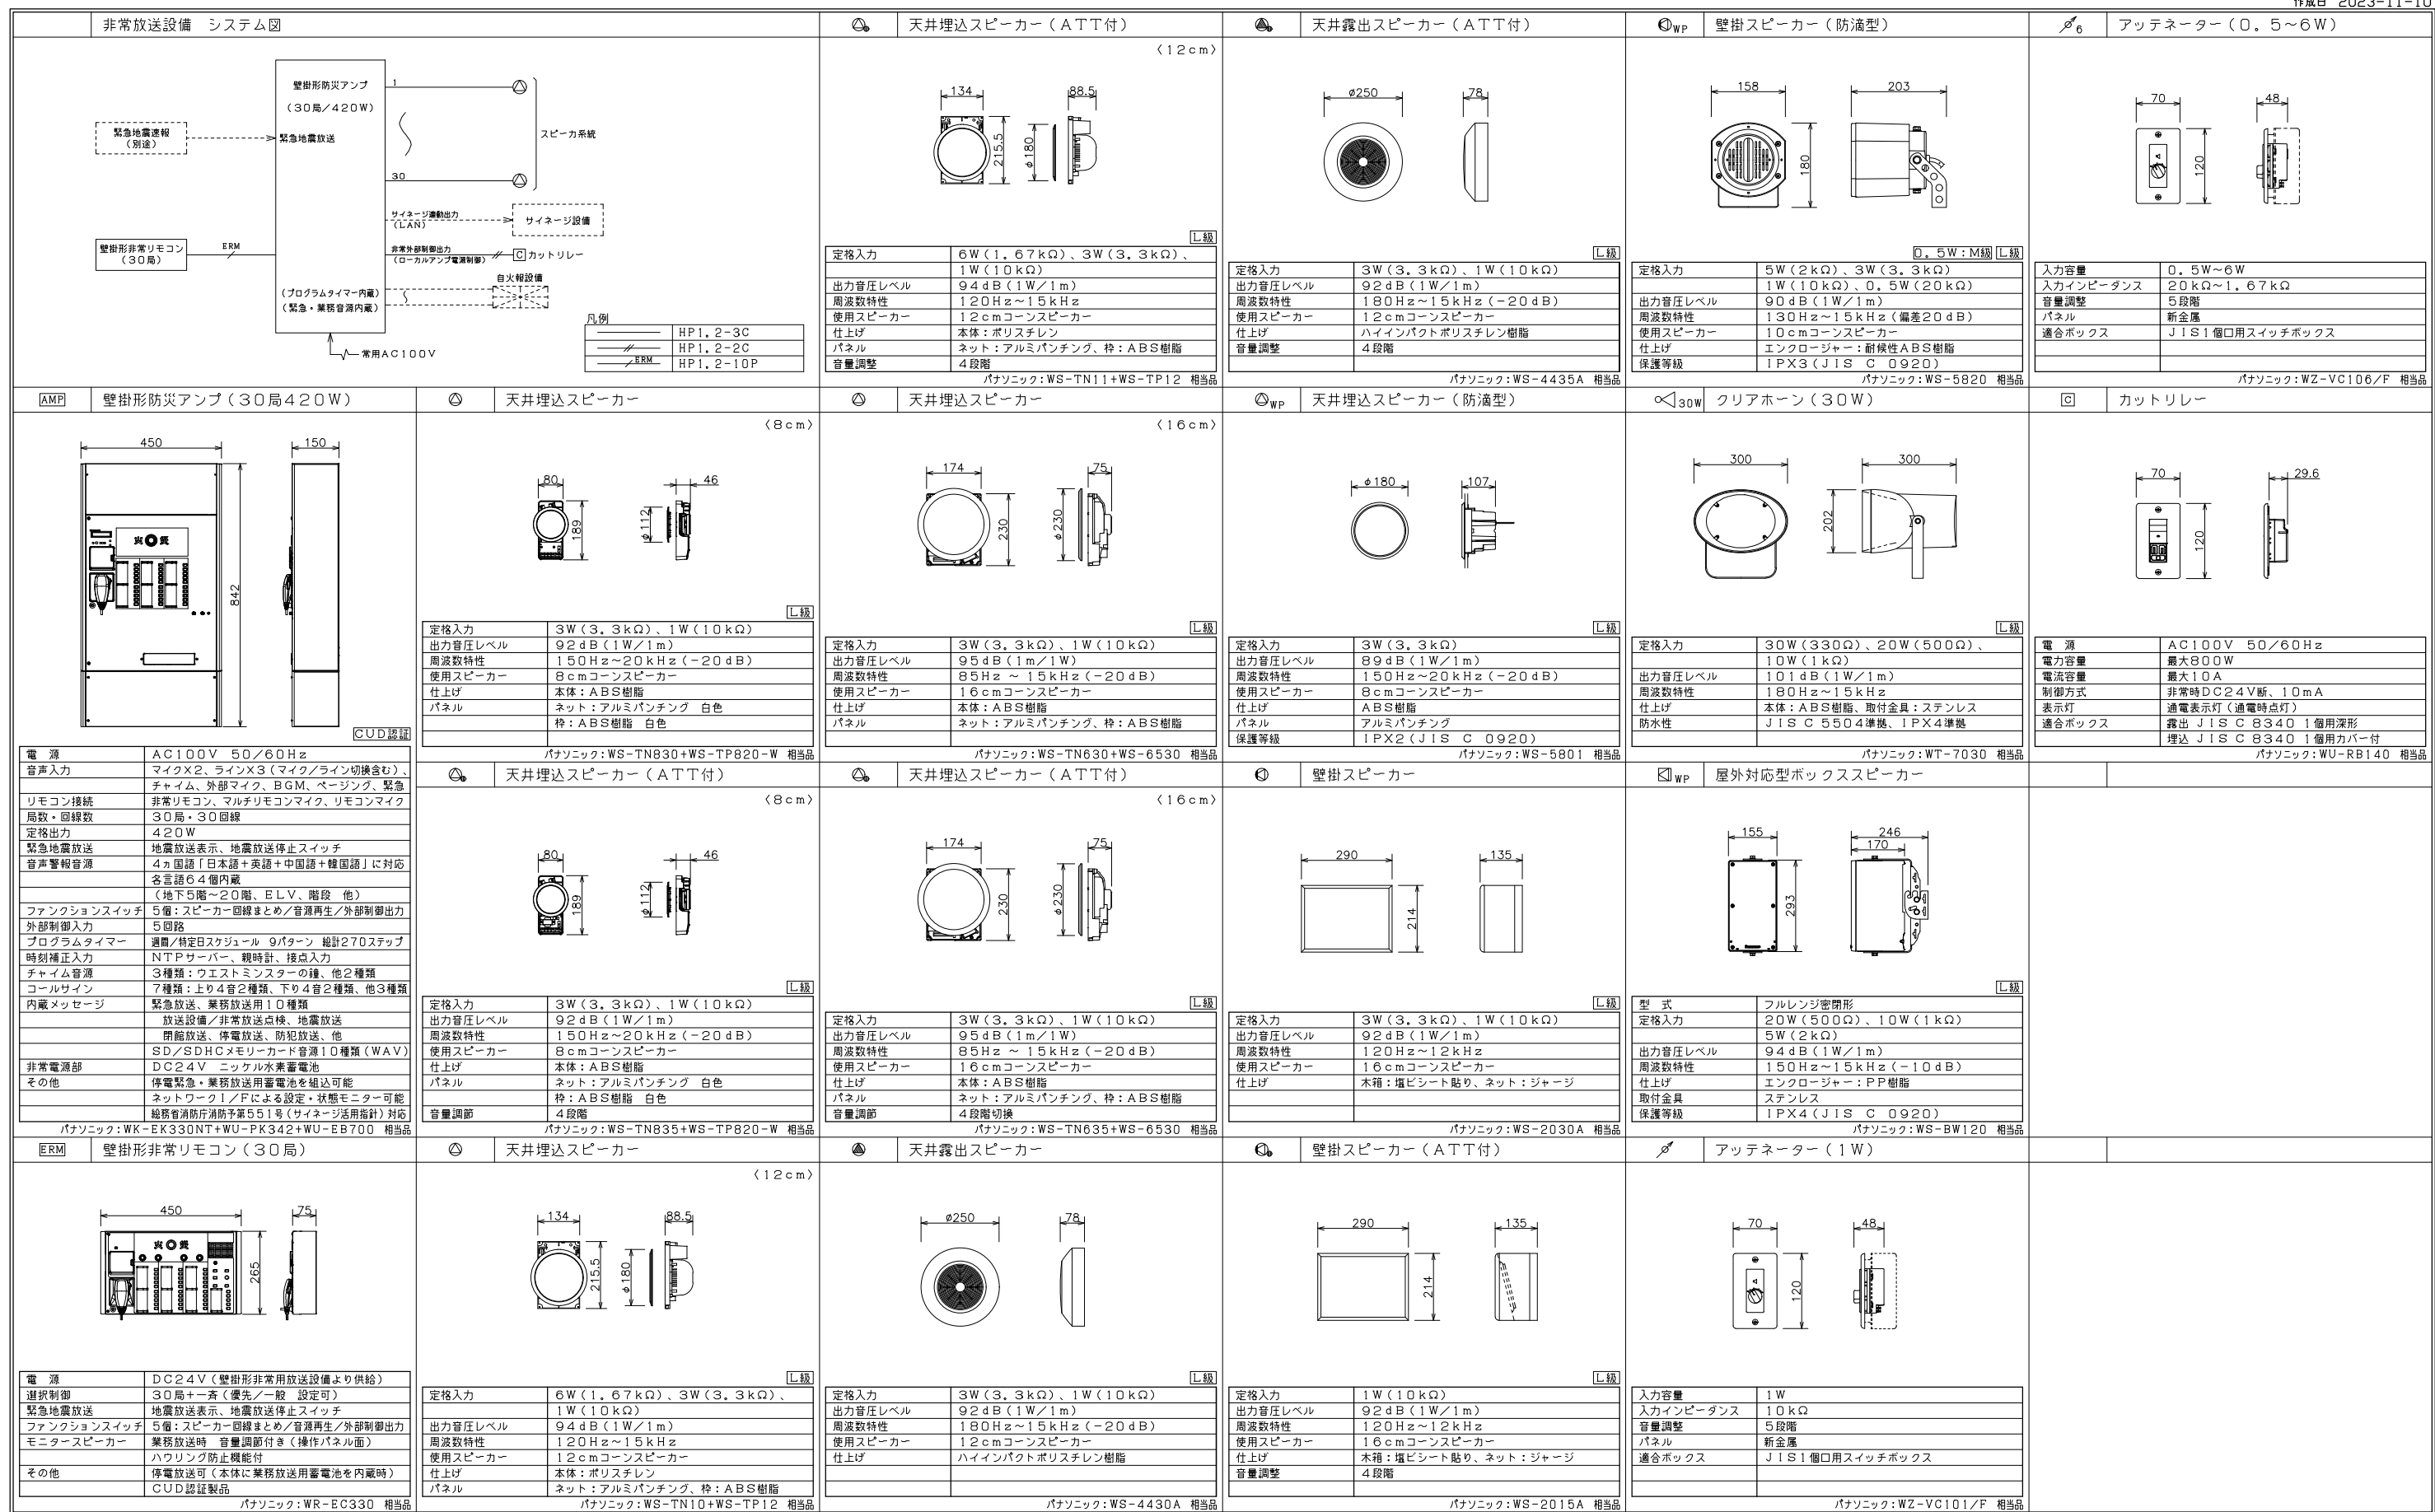 作成日 2023-11-10
非常放送設備 システム図
壁掛形防災アンプ
(30局/420W)
1
緊急地震速報
(別途)
緊急地震放送
スピーカ系統
30
サイネージ連動出力
(LAN)
サイネージ設備
壁掛形非常リモコン
(30局)
ERM
非常外部制御出力
(ローカルアンプ電源制御)
C カットリレー
自火報設備
(プログラムタイマー内蔵)
(緊急・業務音源内蔵)
常用AC100V
凡例
HP1.2-3C
HP1.2-2C
ERM HP1.2-10P
天井埋込スピーカー(ATT付)
〈12cm〉
134
88.5
215.5
φ180
L級
定格入力 6W(1.67kΩ)、3W(3.3kΩ)、
1W(10kΩ)
出力音圧レベル 94dB(1W/1m)
周波数特性 120Hz~15kHz
使用スピーカー 12cmコーンスピーカー
仕上げ 本体:ポリスチレン
パネル ネット:アルミパンチング、枠:ABS樹脂
音量調整 4段階
パナソニック:WS-TN11+WS-TP12 相当品
天井露出スピーカー(ATT付)
ø250
78
L級
定格入力 3W(3.3kΩ)、1W(10kΩ)
出力音圧レベル 92dB(1W/1m)
周波数特性 180Hz~15kHz(-20dB)
使用スピーカー 12cmコーンスピーカー
仕上げ ハイインパクトポリスチレン樹脂
音量調整 4段階
パナソニック:WS-4435A 相当品
WP 壁掛スピーカー(防滴型)
158
203
180
0.5W:M級 L級
定格入力 5W(2kΩ)、3W(3.3kΩ)
1W(10kΩ)、0.5W(20kΩ)
出力音圧レベル 90dB(1W/1m)
周波数特性 130Hz~15kHz(偏差20dB)
使用スピーカー 10cmコーンスピーカー
仕上げ エンクロージャー:耐候性ABS樹脂
保護等級 IPX3(JIS C 0920)
パナソニック:WS-5820 相当品
6 アッテネーター(0.5~6W)
70
48
120
入力容量 0.5W~6W
入力インピーダンス 20kΩ~1.67kΩ
音量調整 5段階
パネル 新金属
適合ボックス JIS1個口用スイッチボックス
パナソニック:WZ-VC106/F 相当品
AMP 壁掛形防災アンプ(30局420W)
450
150
842
火災
CUD認証
電 源 AC100V 50/60Hz
音声入力 マイク×2、ライン×3(マイク/ライン切換含む)、
チャイム、外部マイク、BGM、ページング、緊急
リモコン接続 非常リモコン、マルチリモコンマイク、リモコンマイク
局数・回線数 30局・30回線
定格出力 420W
緊急地震放送 地震放送表示、地震放送停止スイッチ
音声警報音源 4ヵ国語「日本語+英語+中国語+韓国語」に対応
各言語64個内蔵
(地下5階~20階、ELV、階段 他)
ファンクションスイッチ 5個:スピーカー回線まとめ/音源再生/外部制御出力
外部制御入力 5回路
プログラムタイマー 週間/特定日スケジュール 9パターン 総計270ステップ
時刻補正入力 NTPサーバー、親時計、接点入力
チャイム音源 3種類:ウエストミンスターの鐘、他2種類
コールサイン 7種類:上り4音2種類、下り4音2種類、他3種類
内蔵メッセージ 緊急放送、業務放送用10種類
放送設備/非常放送点検、地震放送
閉館放送、停電放送、防犯放送、他
SD/SDHCメモリーカード音源10種類(WAV)
非常電源部 DC24V ニッケル水素蓄電池
その他 停電緊急・業務放送用蓄電池を組込可能
ネットワークI/Fによる設定・状態モニター可能
総務省消防庁消防予第551号(サイネージ活用指針)対応
パナソニック:WK-EK330NT+WU-PK342+WU-EB700 相当品
天井埋込スピーカー
〈8cm〉
80
46
189
φ112
L級
定格入力 3W(3.3kΩ)、1W(10kΩ)
出力音圧レベル 92dB(1W/1m)
周波数特性 150Hz~20kHz(-20dB)
使用スピーカー 8cmコーンスピーカー
仕上げ 本体:ABS樹脂
パネル ネット:アルミパンチング 白色
枠:ABS樹脂 白色
パナソニック:WS-TN830+WS-TP820-W 相当品
天井埋込スピーカー
〈16cm〉
174
75
230
φ230
L級
定格入力 3W(3.3kΩ)、1W(10kΩ)
出力音圧レベル 95dB(1m/1W)
周波数特性 85Hz ~ 15kHz(-20dB)
使用スピーカー 16cmコーンスピーカー
仕上げ 本体:ABS樹脂
パネル ネット:アルミパンチング、枠:ABS樹脂
パナソニック:WS-TN630+WS-6530 相当品
WP 天井埋込スピーカー(防滴型)
φ180
107
L級
定格入力 3W(3.3kΩ)
出力音圧レベル 89dB(1W/1m)
周波数特性 150Hz~20kHz(-20dB)
使用スピーカー 8cmコーンスピーカー
仕上げ ABS樹脂
パネル アルミパンチング
保護等級 IPX2(JIS C 0920)
パナソニック:WS-5801 相当品
30W クリアホーン(30W)
300
300
202
L級
定格入力 30W(330Ω)、20W(500Ω)、
10W(1kΩ)
出力音圧レベル 101dB(1W/1m)
周波数特性 180Hz~15kHz
仕上げ 本体:ABS樹脂、取付金具:ステンレス
防水性 JIS C 5504準拠、IPX4準拠
パナソニック:WT-7030 相当品
C カットリレー
70
29.6
120
電 源 AC100V 50/60Hz
電力容量 最大800W
電流容量 最大10A
制御方式 非常時DC24V断、10mA
表示灯 通電表示灯(通電時点灯)
適合ボックス 露出 JIS C 8340 1個用深形
埋込 JIS C 8340 1個用カバー付
パナソニック:WU-RB140 相当品
天井埋込スピーカー(ATT付)
〈8cm〉
80
46
189
φ112
L級
定格入力 3W(3.3kΩ)、1W(10kΩ)
出力音圧レベル 92dB(1W/1m)
周波数特性 150Hz~20kHz(-20dB)
使用スピーカー 8cmコーンスピーカー
仕上げ 本体:ABS樹脂
パネル ネット:アルミパンチング 白色
枠:ABS樹脂 白色
音量調節 4段階
パナソニック:WS-TN835+WS-TP820-W 相当品
天井埋込スピーカー(ATT付)
〈16cm〉
174
75
230
φ230
L級
定格入力 3W(3.3kΩ)、1W(10kΩ)
出力音圧レベル 95dB(1m/1W)
周波数特性 85Hz ~ 15kHz(-20dB)
使用スピーカー 16cmコーンスピーカー
仕上げ 本体:ABS樹脂
パネル ネット:アルミパンチング、枠:ABS樹脂
音量調節 4段階切換
パナソニック:WS-TN635+WS-6530 相当品
壁掛スピーカー
290
135
214
L級
定格入力 3W(3.3kΩ)、1W(10kΩ)
出力音圧レベル 92dB(1W/1m)
周波数特性 120Hz~12kHz
使用スピーカー 16cmコーンスピーカー
仕上げ 木箱:塩ビシート貼り、ネット:ジャージ
パナソニック:WS-2030A 相当品
WP 屋外対応型ボックススピーカー
155
246
170
293
L級
型 式 フルレンジ密閉形
定格入力 20W(500Ω)、10W(1kΩ)
5W(2kΩ)
出力音圧レベル 94dB(1W/1m)
周波数特性 150Hz~15kHz(-10dB)
仕上げ エンクロージャー:PP樹脂
取付金具 ステンレス
保護等級 IPX4(JIS C 0920)
パナソニック:WS-BW120 相当品
ERM 壁掛形非常リモコン(30局)
450
75
265
火災
電 源 DC24V(壁掛形非常用放送設備より供給)
選択制御 30局+一斉(優先/一般 設定可)
緊急地震放送 地震放送表示、地震放送停止スイッチ
ファンクションスイッチ 5個:スピーカー回線まとめ/音源再生/外部制御出力
モニタースピーカー 業務放送時 音量調節付き(操作パネル面)
ハウリング防止機能付
その他 停電放送可(本体に業務放送用蓄電池を内蔵時)
CUD認証製品
パナソニック:WR-EC330 相当品
天井埋込スピーカー
〈12cm〉
134
88.5
215.5
φ180
L級
定格入力 6W(1.67kΩ)、3W(3.3kΩ)、
1W(10kΩ)
出力音圧レベル 94dB(1W/1m)
周波数特性 120Hz~15kHz
使用スピーカー 12cmコーンスピーカー
仕上げ 本体:ポリスチレン
パネル ネット:アルミパンチング、枠:ABS樹脂
パナソニック:WS-TN10+WS-TP12 相当品
天井露出スピーカー
ø250
78
L級
定格入力 3W(3.3kΩ)、1W(10kΩ)
出力音圧レベル 92dB(1W/1m)
周波数特性 180Hz~15kHz(-20dB)
使用スピーカー 12cmコーンスピーカー
仕上げ ハイインパクトポリスチレン樹脂
パナソニック:WS-4430A 相当品
壁掛スピーカー(ATT付)
290
135
214
L級
定格入力 1W(10kΩ)
出力音圧レベル 92dB(1W/1m)
周波数特性 120Hz~12kHz
使用スピーカー 16cmコーンスピーカー
仕上げ 木箱:塩ビシート貼り、ネット:ジャージ
音量調整 4段階
パナソニック:WS-2015A 相当品
アッテネーター(1W)
70
48
120
入力容量 1W
入力インピーダンス 10kΩ
音量調整 5段階
パネル 新金属
適合ボックス JIS1個口用スイッチボックス
パナソニック:WZ-VC101/F 相当品